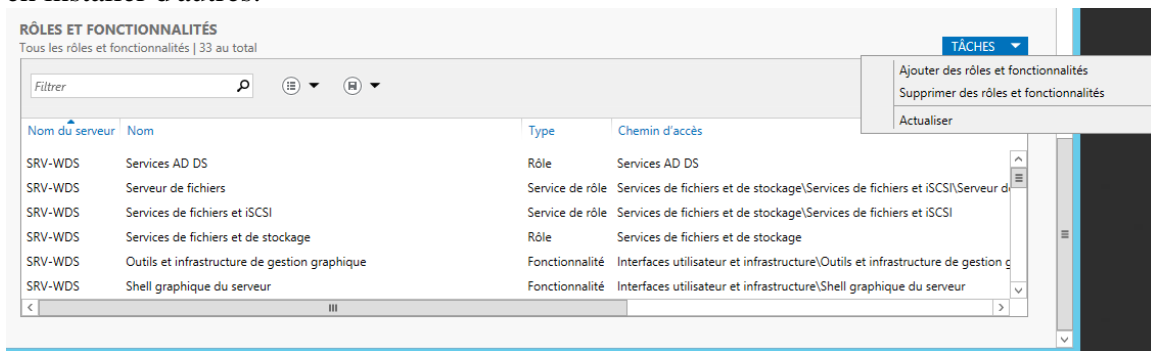 RÔLES ET FONCTIONNALITÉS
Tous les rôles et fonctionnalités | 33 au total
TÂCHES
Ajouter des rôles et fonctionnalités
Supprimer des rôles et fonctionnalités
Actualiser
Filtrer
Nom du serveur Nom Type Chemin d'accès
SRV-WDS Services AD DS Rôle Services AD DS
SRV-WDS Serveur de fichiers Service de rôle Services de fichiers et de stockage\Services de fichiers et iSCSI\Serveur d
SRV-WDS Services de fichiers et iSCSI Service de rôle Services de fichiers et de stockage\Services de fichiers et iSCSI
SRV-WDS Services de fichiers et de stockage Rôle Services de fichiers et de stockage
SRV-WDS Outils et infrastructure de gestion graphique Fonctionnalité Interfaces utilisateur et infrastructure\Outils et infrastructure de gestion g
SRV-WDS Shell graphique du serveur Fonctionnalité Interfaces utilisateur et infrastructure\Shell graphique du serveur